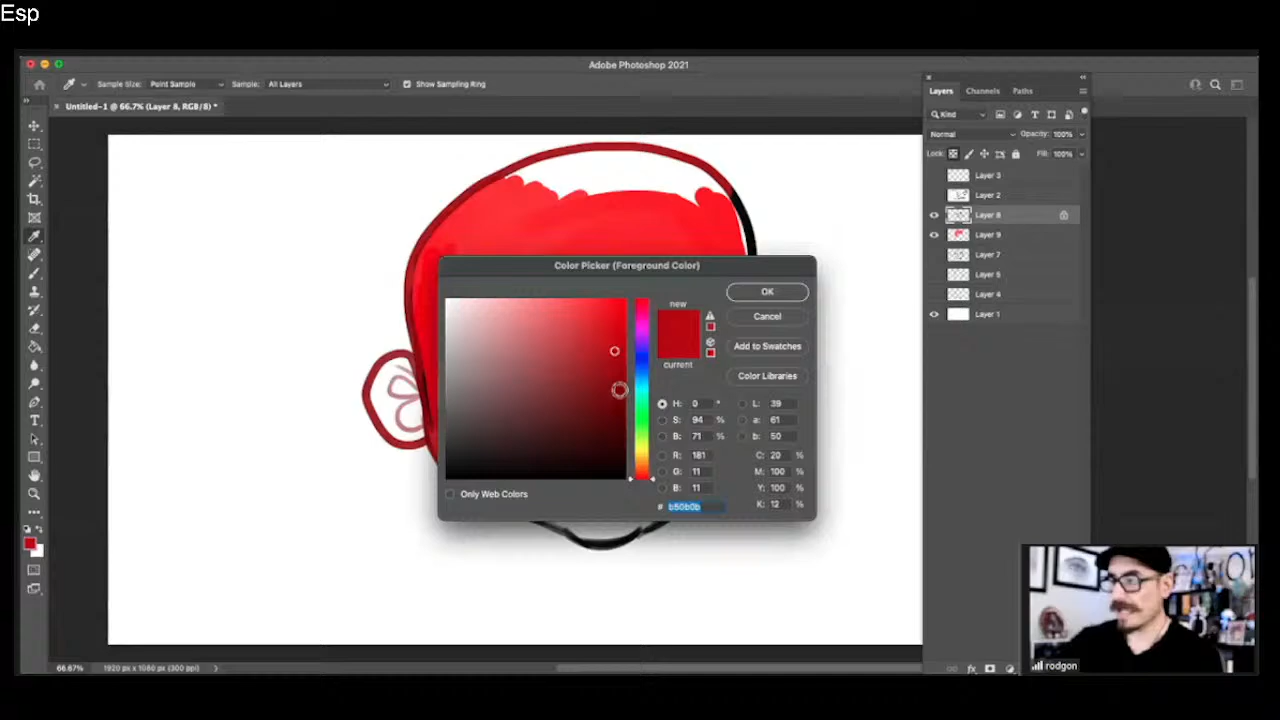 Esp
Adobe Photoshop 2021
Sample Size: Point Sample Sample: All Layers Show Sampling Ring
Untitled-1 @ 66.7% (Layer 8, RGB/8) *
Layers Channels Paths
Kind
Normal Opacity: 100%
Lock: Fill: 100%
Layer 3
Layer 2
Layer 8
Layer 9
Layer 7
Layer 5
Layer 4
Layer 1
Color Picker (Foreground Color)
new
current
OK
Cancel
Add to Swatches
Color Libraries
H: 0 ° L: 39
S: 94 % a: 61
B: 71 % b: 50
R: 181 C: 20 %
G: 11 M: 100 %
B: 11 Y: 100 %
# b50b0b K: 12 %
Only Web Colors
66.67% 1920 px x 1080 px (300 ppi)
fx
rodgon